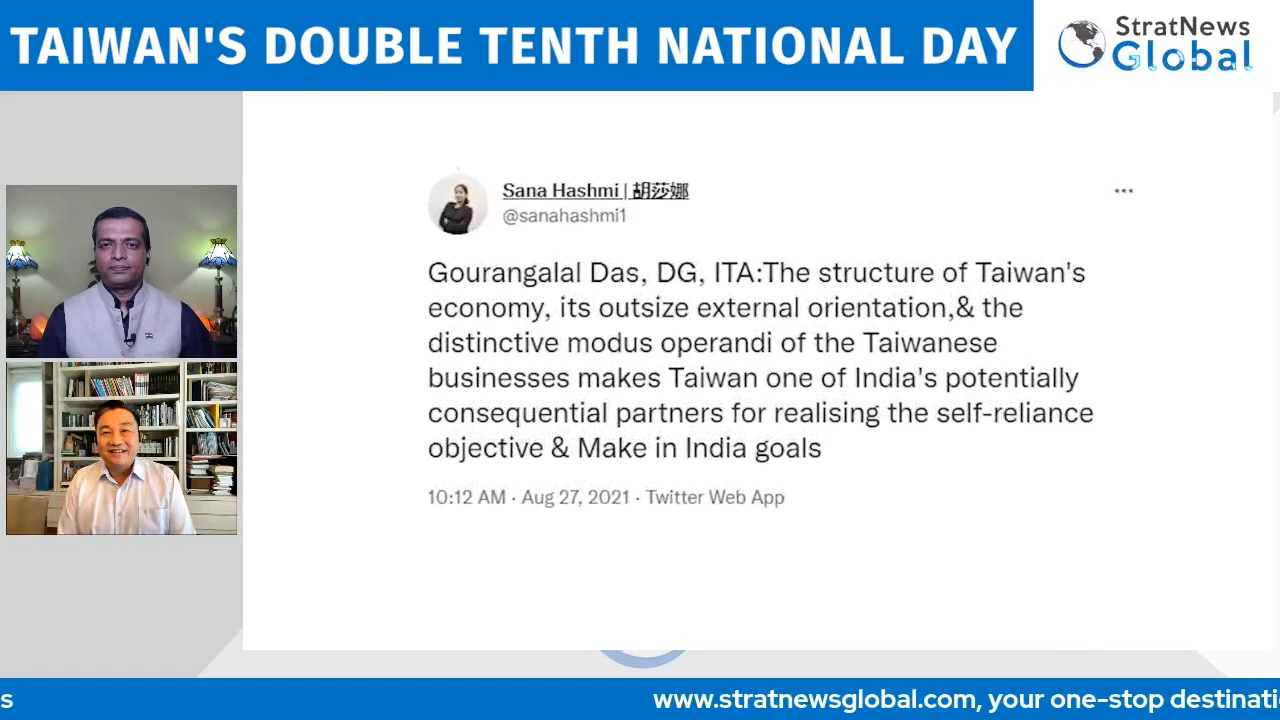 TAIWAN'S DOUBLE TENTH NATIONAL DAY
StratNews
Global
Sana Hashmi | 胡莎娜
@sanahashmi1
Gourangalal Das, DG, ITA:The structure of Taiwan's
economy, its outsize external orientation,& the
distinctive modus operandi of the Taiwanese
businesses makes Taiwan one of India's potentially
consequential partners for realising the self-reliance
objective & Make in India goals
10:12 AM · Aug 27, 2021 · Twitter Web App
s
www.stratnewsglobal.com, your one-stop destinati